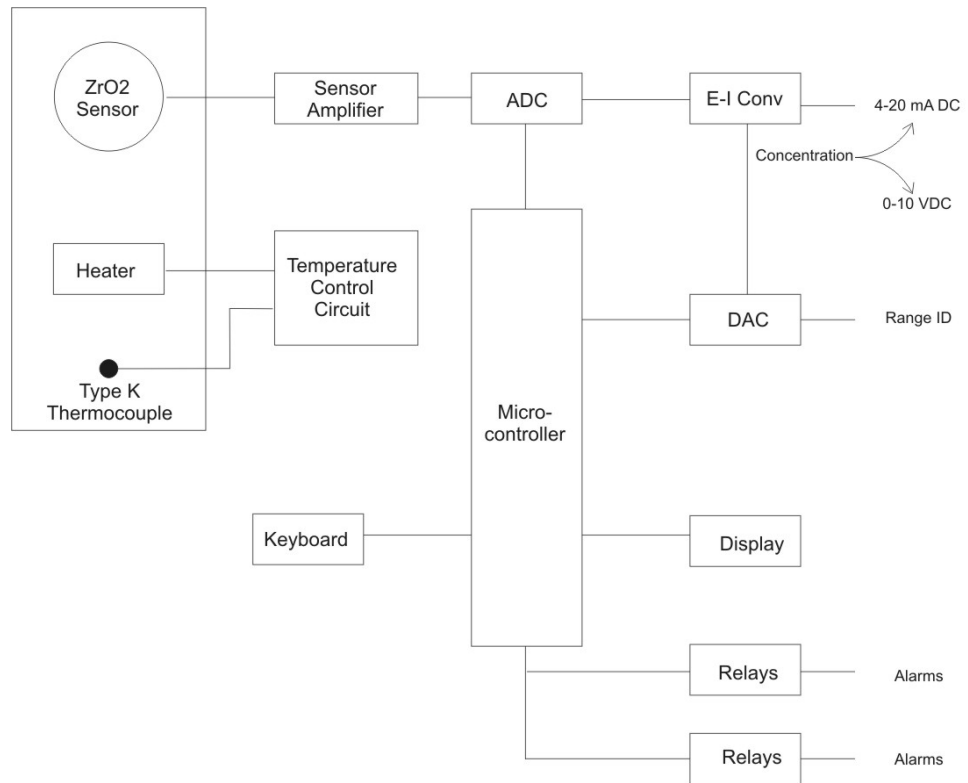 ZrO2
Sensor
Sensor
Amplifier
ADC
E-I Conv
4-20 mA DC
Concentration
0-10 VDC
Heater
Temperature
Control
Circuit
DAC
Range ID
Type K
Thermocouple
Micro-
controller
Keyboard
Display
Relays
Alarms
Relays
Alarms